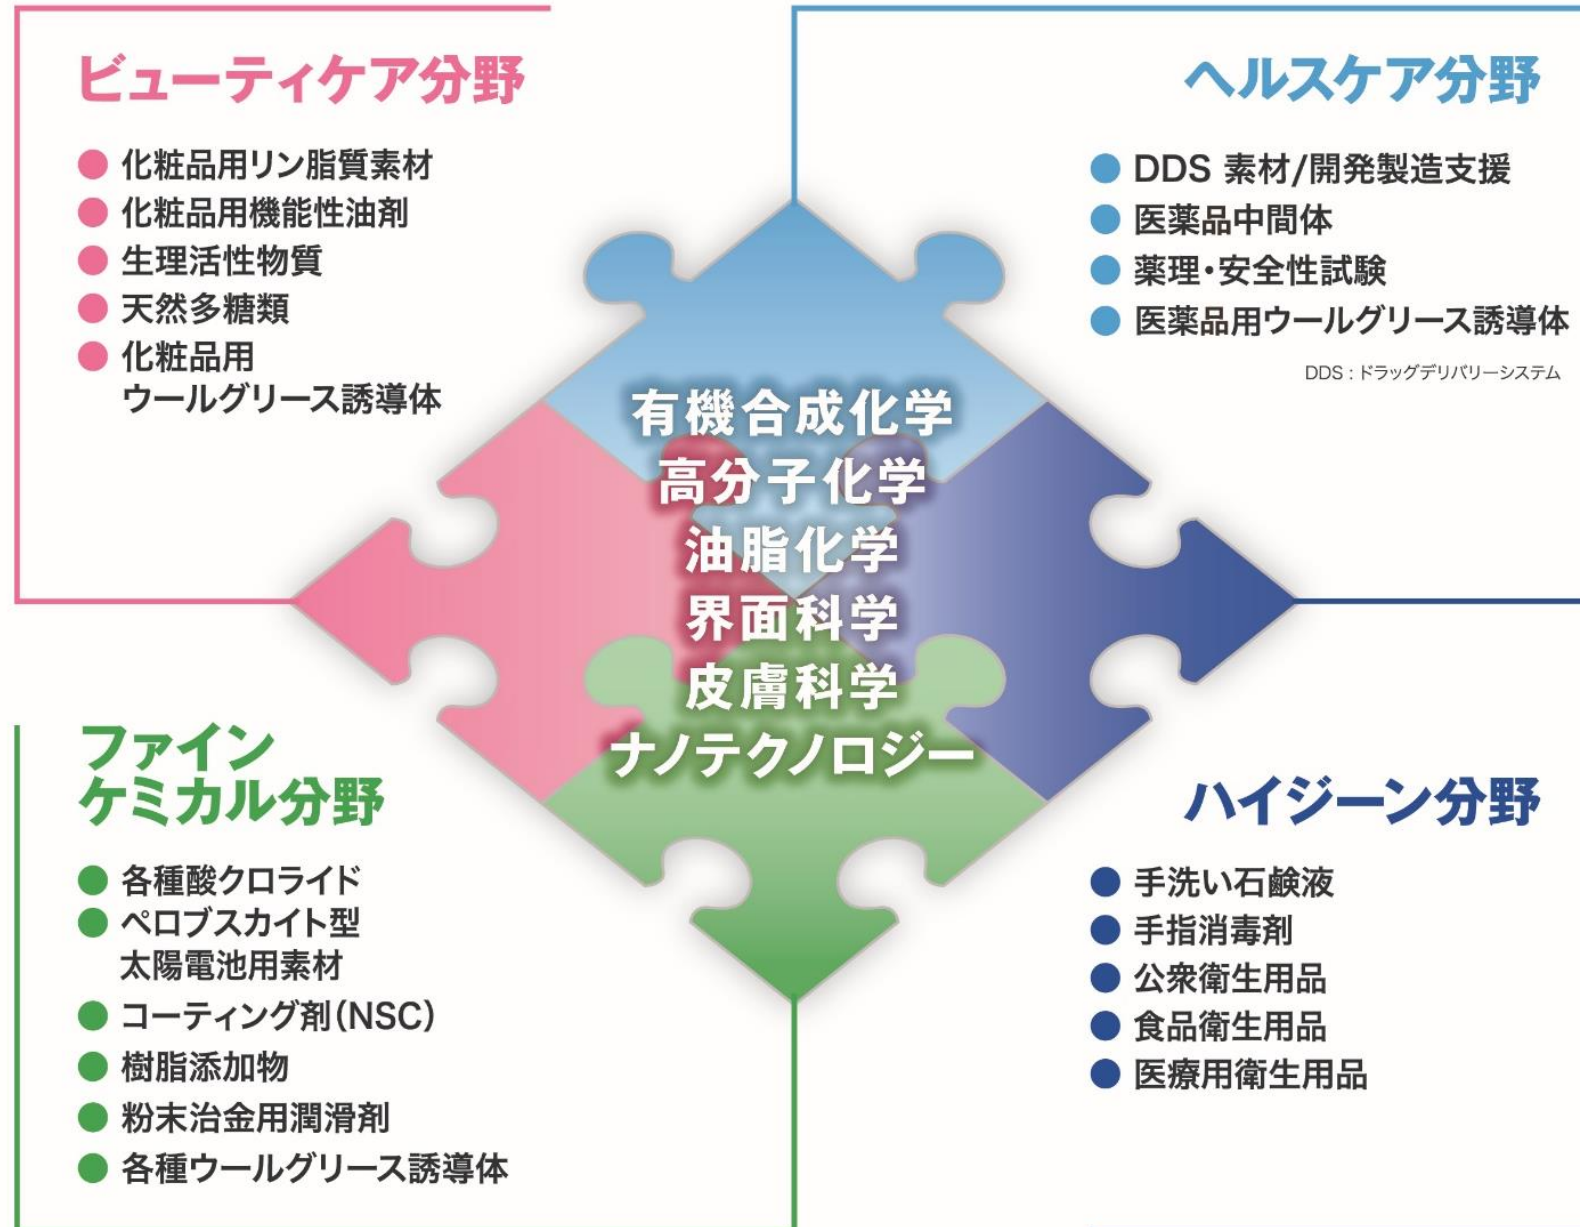 ビューティケア分野
化粧品用リン脂質素材
化粧品用機能性油剤
生理活性物質
天然多糖類
化粧品用
ウールグリース誘導体
ヘルスケア分野
DDS 素材/開発製造支援
医薬品中間体
薬理・安全性試験
医薬品用ウールグリース誘導体
DDS : ドラッグデリバリーシステム
有機合成化学
高分子化学
油脂化学
界面科学
皮膚科学
ナノテクノロジー
ファイン
ケミカル分野
各種酸クロライド
ペロブスカイト型
太陽電池用素材
コーティング剤(NSC)
樹脂添加物
粉末治金用潤滑剤
各種ウールグリース誘導体
ハイジーン分野
手洗い石鹸液
手指消毒剤
公衆衛生用品
食品衛生用品
医療用衛生用品